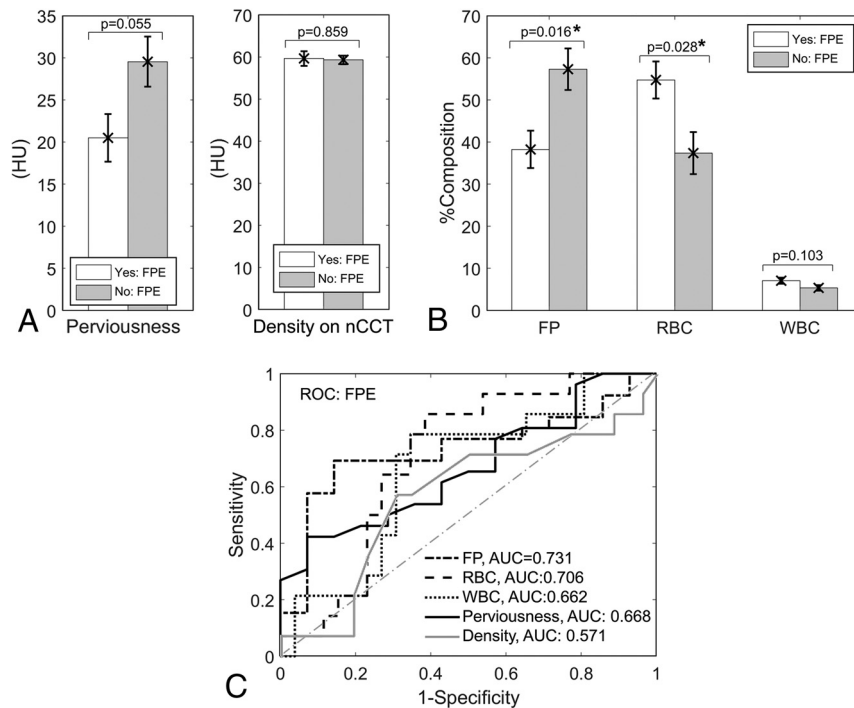 p=0.055
35
30
25
20
15
10
5
0
(HU)
Yes: FPE
No: FPE
Perviousness
A
p=0.859
70
60
50
40
30
20
10
0
(HU)
Yes: FPE
No: FPE
Density on nCCT
70
60
50
40
30
20
10
0
%Composition
p=0.016*
p=0.028*
p=0.103
Yes: FPE
No: FPE
B
FP RBC WBC
ROC: FPE
1
0.8
0.6
0.4
0.2
0
Sensitivity
FP, AUC=0.731
RBC, AUC:0.706
WBC, AUC:0.662
Perviousness, AUC: 0.668
Density, AUC: 0.571
0 0.2 0.4 0.6 0.8 1
1-Specificity
C